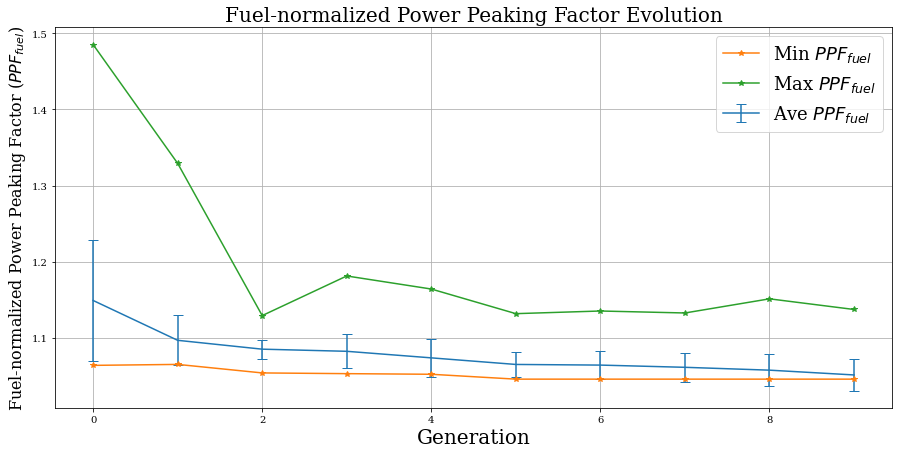 Fuel-normalized Power Peaking Factor Evolution
Fuel-normalized Power Peaking Factor (PPF_fuel)
1.5
1.4
1.3
1.2
1.1
0
2
4
6
8
Generation
Min PPF_fuel
Max PPF_fuel
Ave PPF_fuel